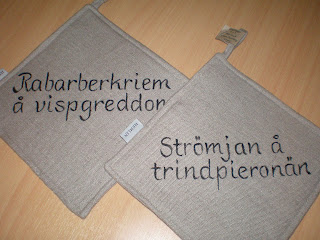 Rabarberkriem
å vispgreddon
Strömjan å
trindpieronän